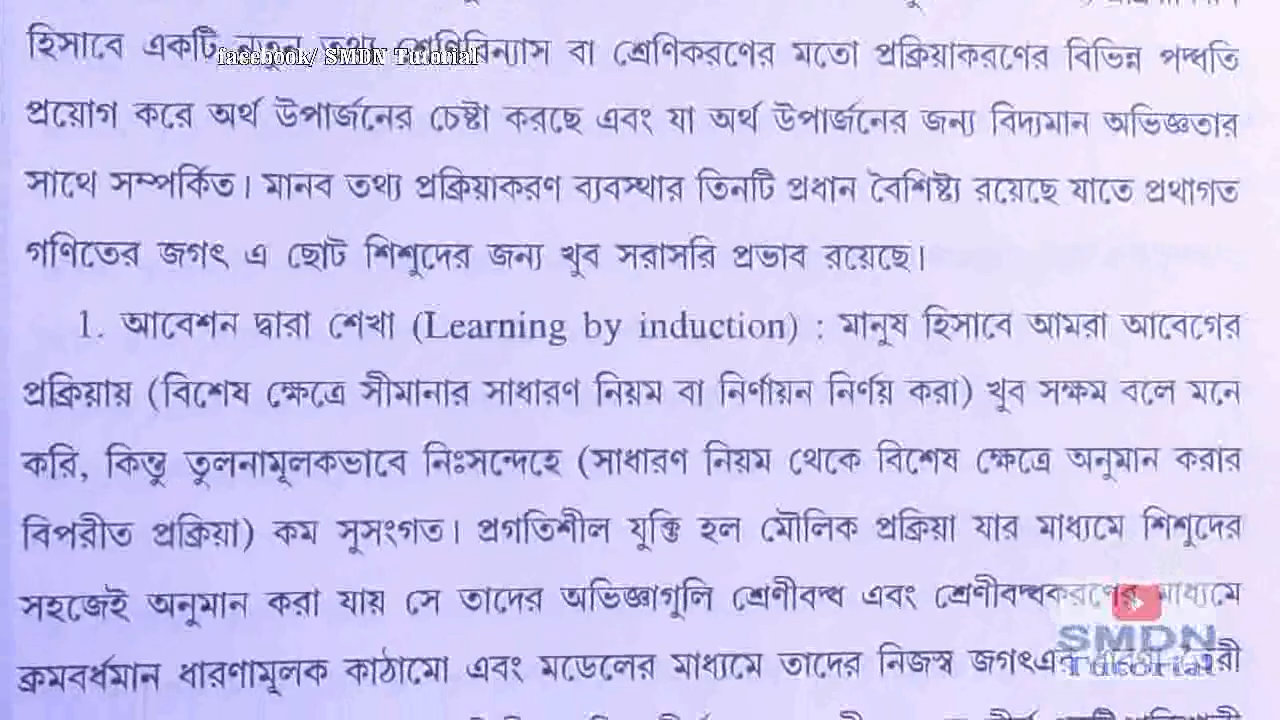 হিসাবে একটি নতুন তথ্য শ্রেণিবিন্যাস বা শ্রেণিকরণের মতো প্রক্রিয়াকরণের বিভিন্ন পদ্ধতি
facebook/ SMDN Tutorial
প্রয়োগ করে অর্থ উপার্জনের চেষ্টা করছে এবং যা অর্থ উপার্জনের জন্য বিদ্যমান অভিজ্ঞতার
সাথে সম্পর্কিত। মানব তথ্য প্রক্রিয়াকরণ ব্যবস্থার তিনটি প্রধান বৈশিষ্ট্য রয়েছে যাতে প্রথাগত
গণিতের জগৎ এ ছোট শিশুদের জন্য খুব সরাসরি প্রভাব রয়েছে।
1. আবেশন দ্বারা শেখা (Learning by induction) : মানুষ হিসাবে আমরা আবেগের
প্রক্রিয়ায় (বিশেষ ক্ষেত্রে সীমানার সাধারণ নিয়ম বা নির্ণায়ন নির্ণয় করা) খুব সক্ষম বলে মনে
করি, কিন্তু তুলনামূলকভাবে নিঃসন্দেহে (সাধারণ নিয়ম থেকে বিশেষ ক্ষেত্রে অনুমান করার
বিপরীত প্রক্রিয়া) কম সুসংগত। প্রগতিশীল যুক্তি হল মৌলিক প্রক্রিয়া যার মাধ্যমে শিশুদের
সহজেই অনুমান করা যায় সে তাদের অভিজ্ঞাগুলি শ্রেণীবদ্ধ এবং শ্রেণীবদ্ধকরণের মাধ্যমে
ক্রমবর্ধমান ধারণামূলক কাঠামো এবং মডেলের মাধ্যমে তাদের নিজস্ব জগৎএর
SMDN
Tutorial